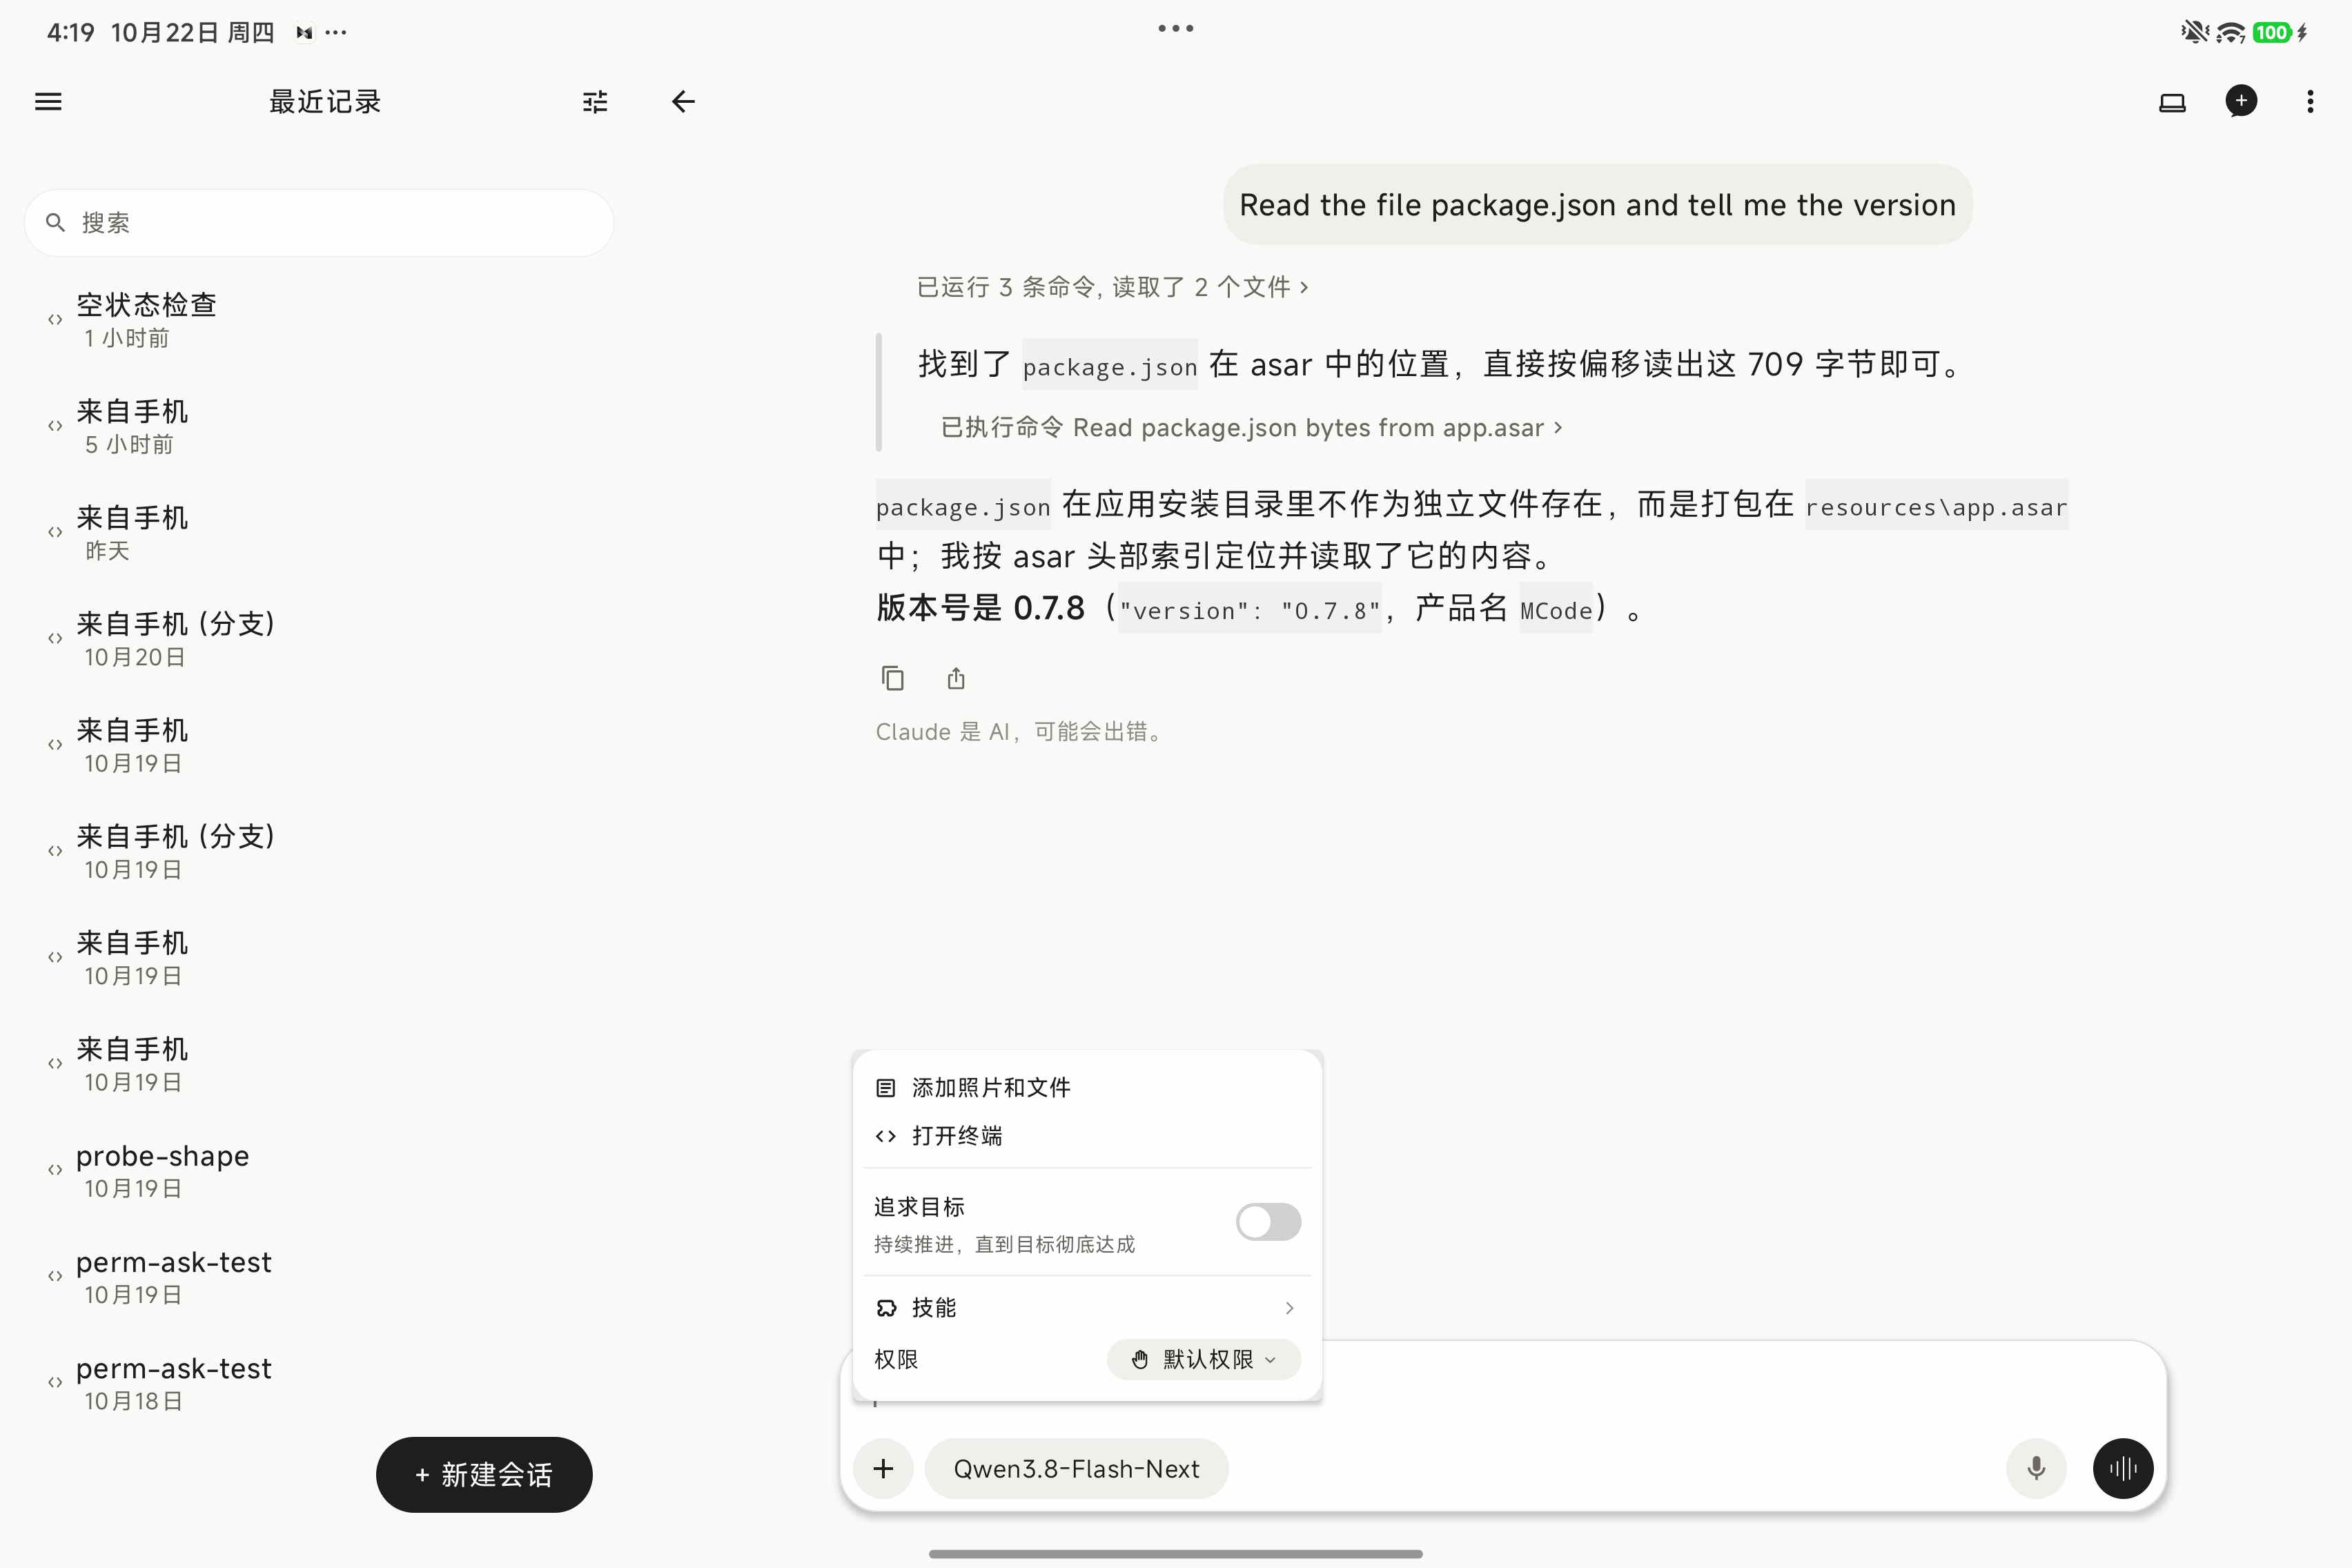 4:19 10月22日 周四
100
最近记录
搜索
空状态检查
1 小时前
来自手机
5 小时前
来自手机
昨天
来自手机 (分支)
10月20日
来自手机
10月19日
来自手机 (分支)
10月19日
来自手机
10月19日
来自手机
10月19日
probe-shape
10月19日
perm-ask-test
10月19日
perm-ask-test
10月18日
+ 新建会话
Read the file package.json and tell me the version
已运行 3 条命令, 读取了 2 个文件
找到了 package.json 在 asar 中的位置，直接按偏移读出这 709 字节即可。
已执行命令 Read package.json bytes from app.asar
package.json 在应用安装目录里不作为独立文件存在，而是打包在 resources\app.asar
中；我按 asar 头部索引定位并读取了它的内容。
版本号是 0.7.8（"version": "0.7.8"，产品名 MCode）。
Claude 是 AI，可能会出错。
添加照片和文件
打开终端
追求目标
持续推进，直到目标彻底达成
技能
权限 默认权限
Qwen3.8-Flash-Next